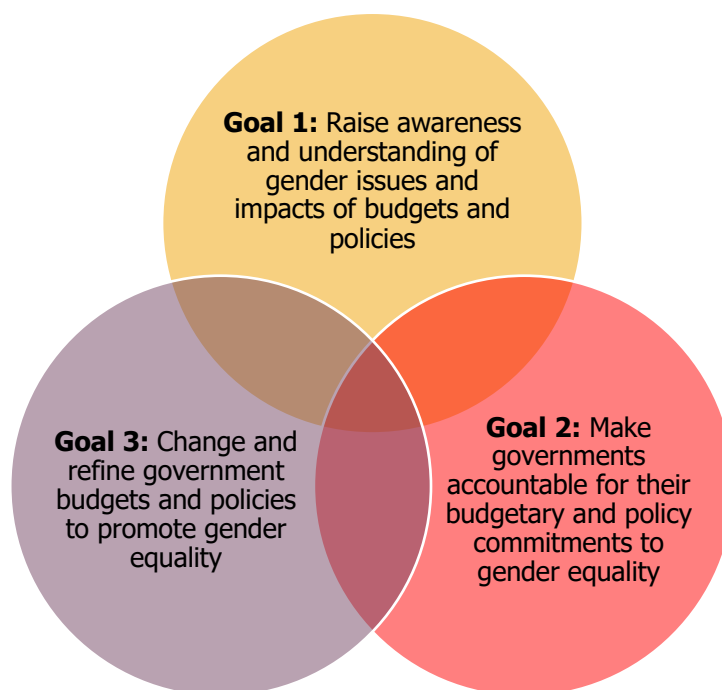 Goal 1: Raise awareness
and understanding of
gender issues and
impacts of budgets and
policies
Goal 3: Change and
refine government
budgets and policies
to promote gender
equality
Goal 2: Make
governments
accountable for their
budgetary and policy
commitments to
gender equality